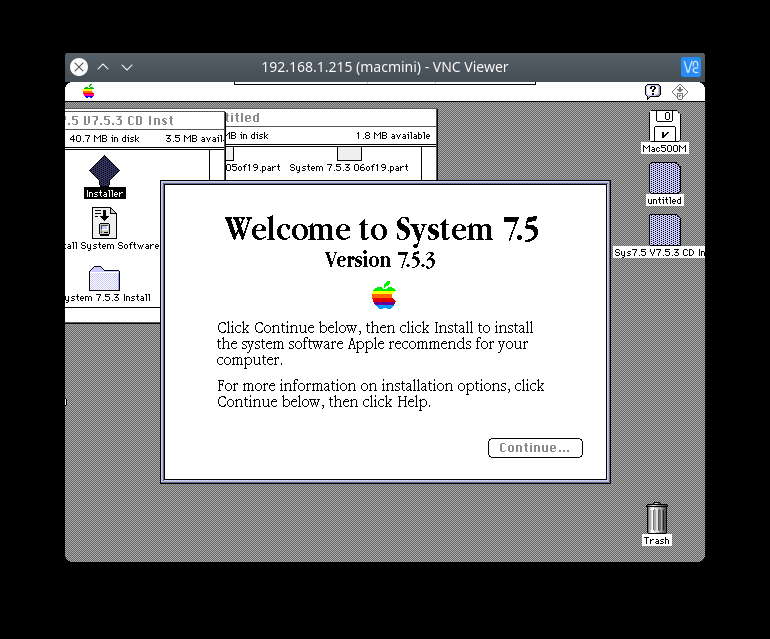 192.168.1.215 (macmini) - VNC Viewer
.5 V7.5.3 CD Inst
titled
40.7 MB in disk 3.5 MB avail
MB in disk 1.8 MB available
05of19.part System 7.5.3 06of19.part
Installer
all System Software
ystem 7.5.3 Install
Mac500M
untitled
Sys7.5 V7.5.3 CD In
Welcome to System 7.5
Version 7.5.3
Click Continue below, then click Install to install
the system software Apple recommends for your
computer.
For more information on installation options, click
Continue below, then click Help.
Continue...
Trash